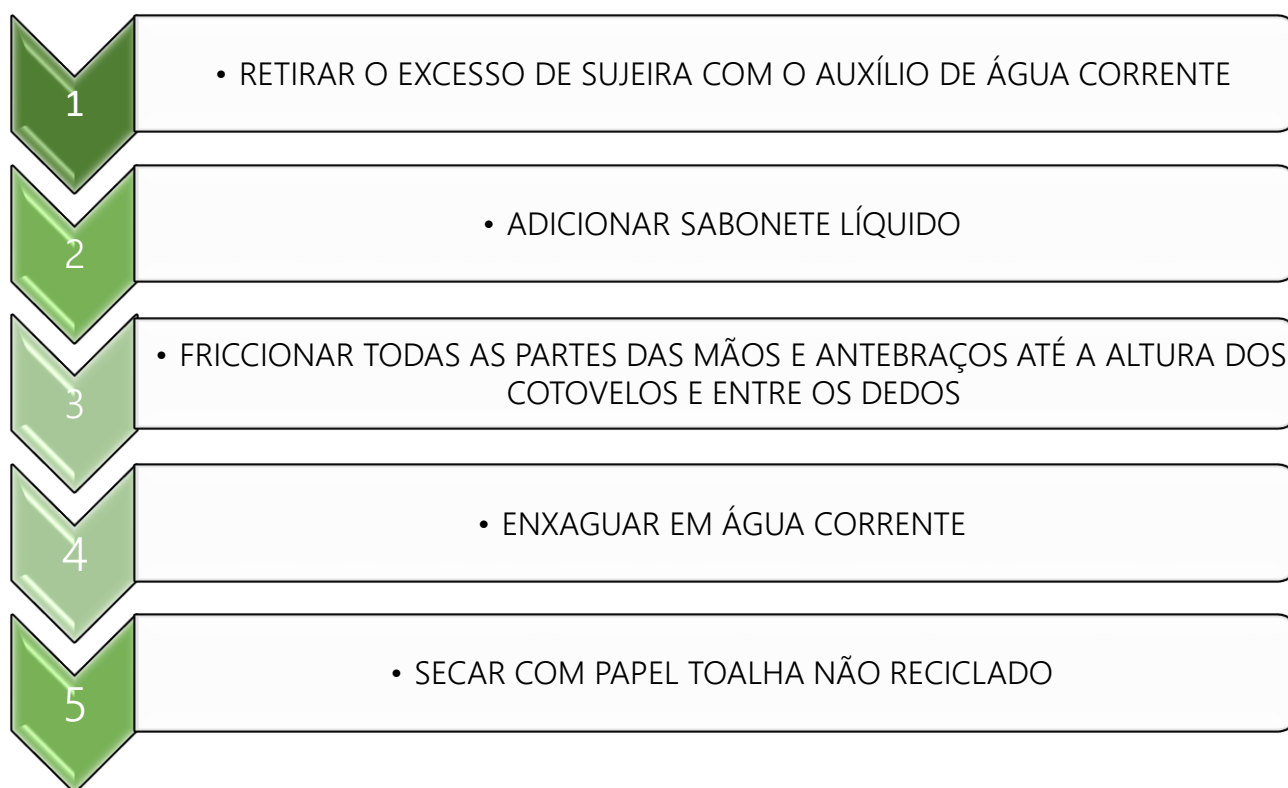 1
• RETIRAR O EXCESSO DE SUJEIRA COM O AUXÍLIO DE ÁGUA CORRENTE
2
• ADICIONAR SABONETE LÍQUIDO
3
• FRICCIONAR TODAS AS PARTES DAS MÃOS E ANTEBRAÇOS ATÉ A ALTURA DOS
COTOVELOS E ENTRE OS DEDOS
4
• ENXAGUAR EM ÁGUA CORRENTE
5
• SECAR COM PAPEL TOALHA NÃO RECICLADO